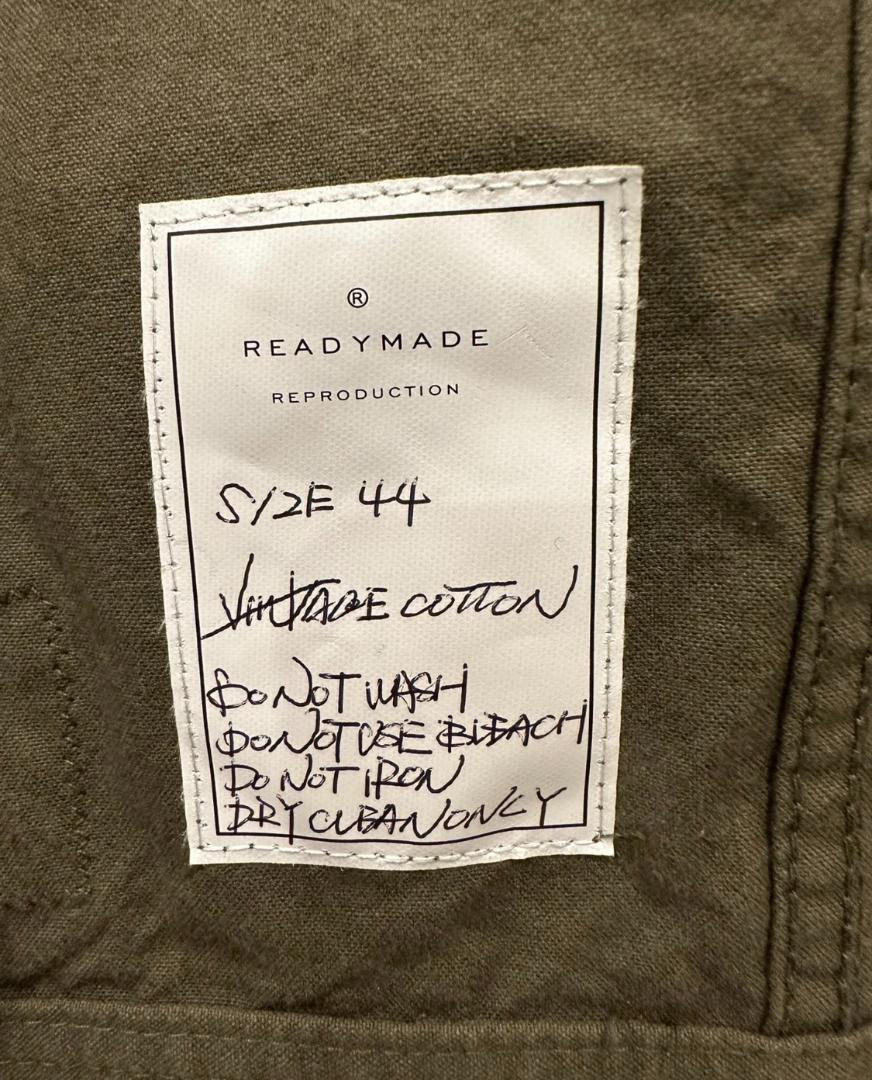 ®
READYMADE
REPRODUCTION
SIZE 44
VINTAGE COTTON
DO NOT WASH
DO NOT USE BLEACH
DO NOT IRON
DRY CLEAN ONLY